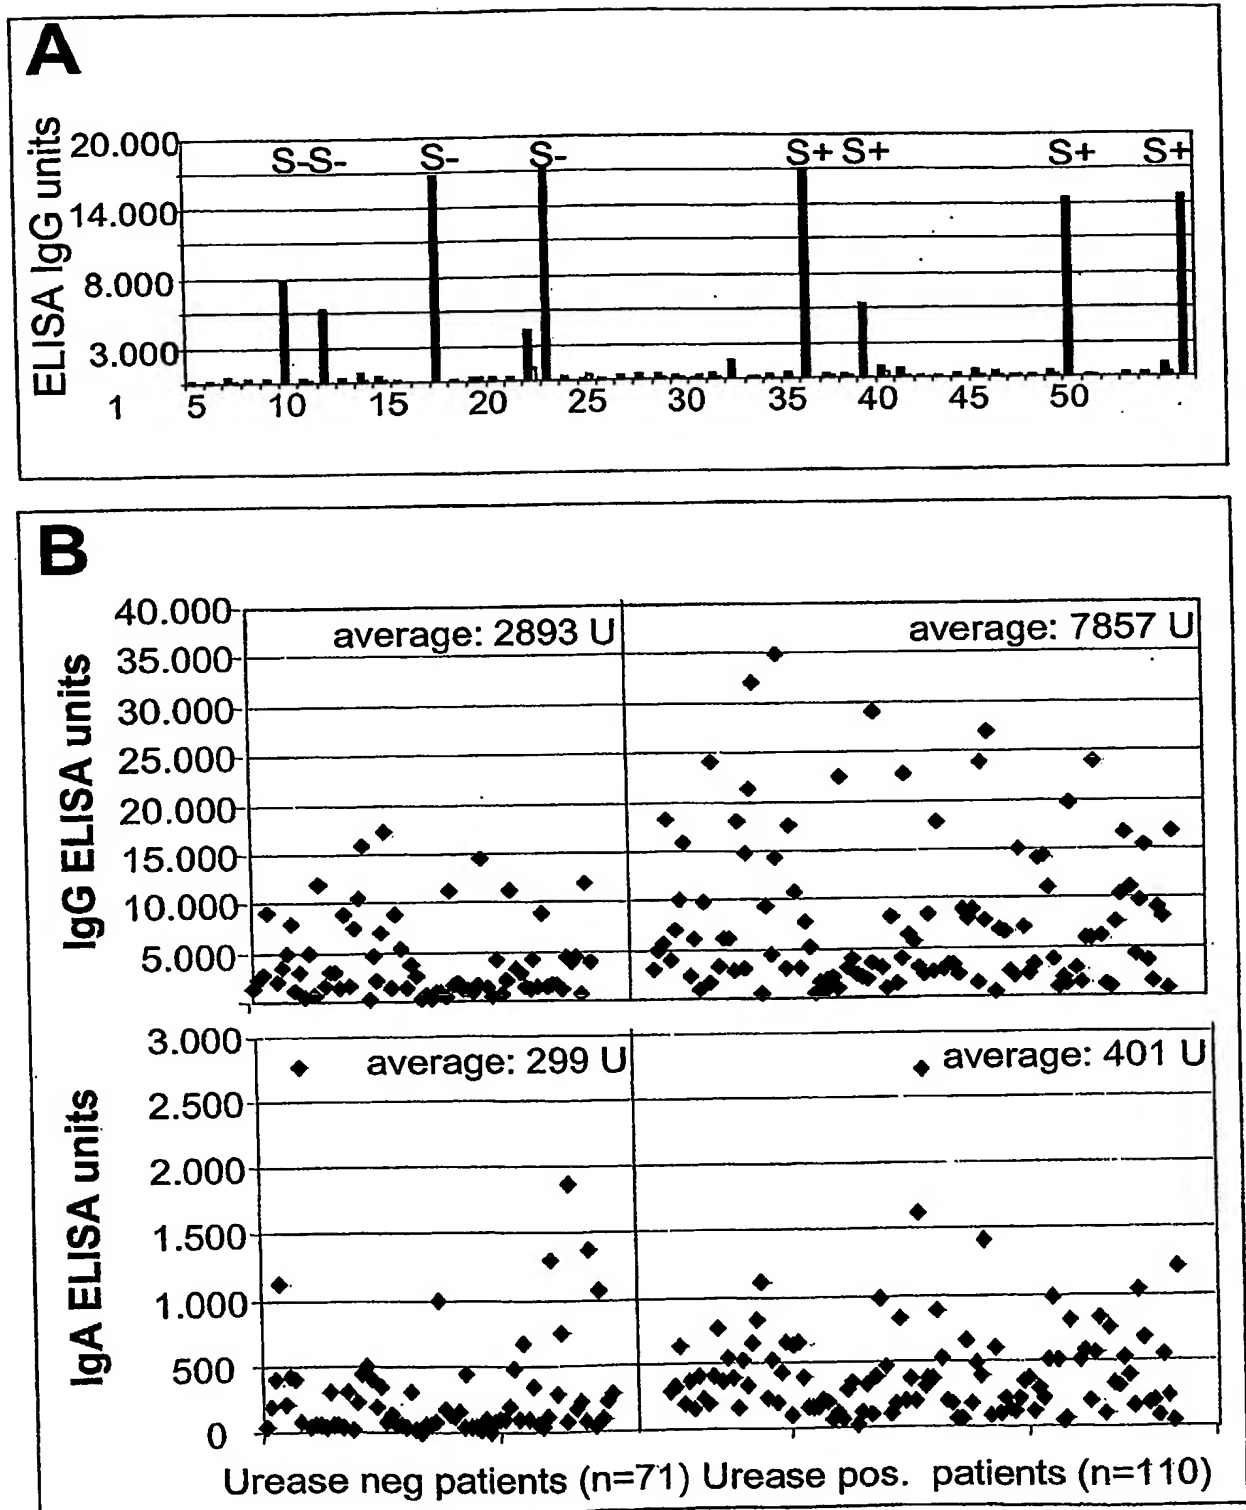 A
ELISA IgG units
20.000
14.000
8.000
3.000
S- S- S- S- S+ S+ S+ S+
1 5 10 15 20 25 30 35 40 45 50
B
IgG ELISA units
40.000
35.000
30.000
25.000
20.000
15.000
10.000
5.000
average: 2893 U
average: 7857 U
IgA ELISA units
3.000
2.500
2.000
1.500
1.000
500
0
average: 299 U
average: 401 U
Urease neg patients (n=71) Urease pos. patients (n=110)